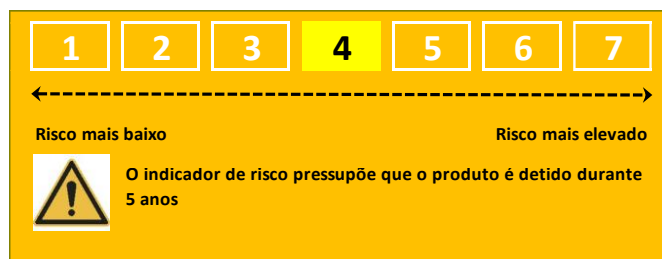 1 2 3 4 5 6 7
Risco mais baixo Risco mais elevado
O indicador de risco pressupõe que o produto é detido durante
5 anos